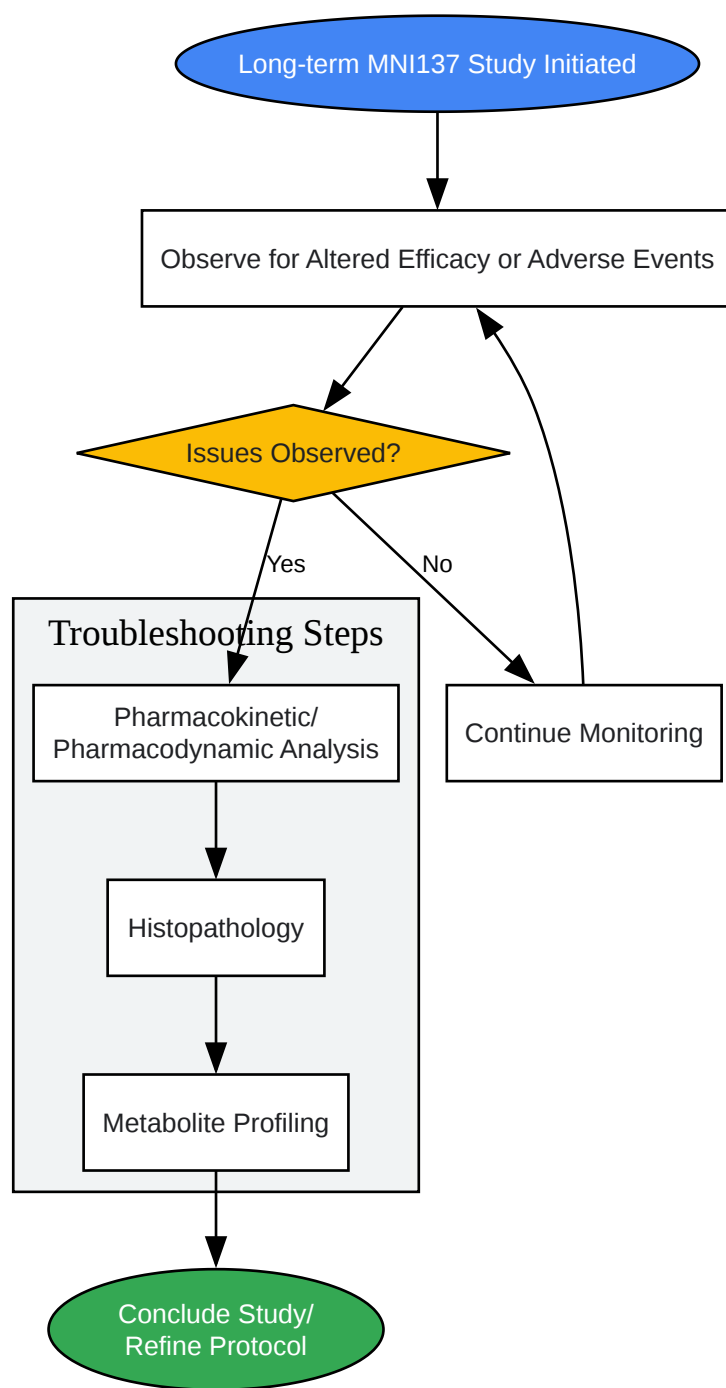 Long-term MNI137 Study Initiated
Observe for Altered Efficacy or Adverse Events
Issues Observed?
Yes
No
Troubleshooting Steps
Pharmacokinetic/
Pharmacodynamic Analysis
Continue Monitoring
Histopathology
Metabolite Profiling
Conclude Study/
Refine Protocol